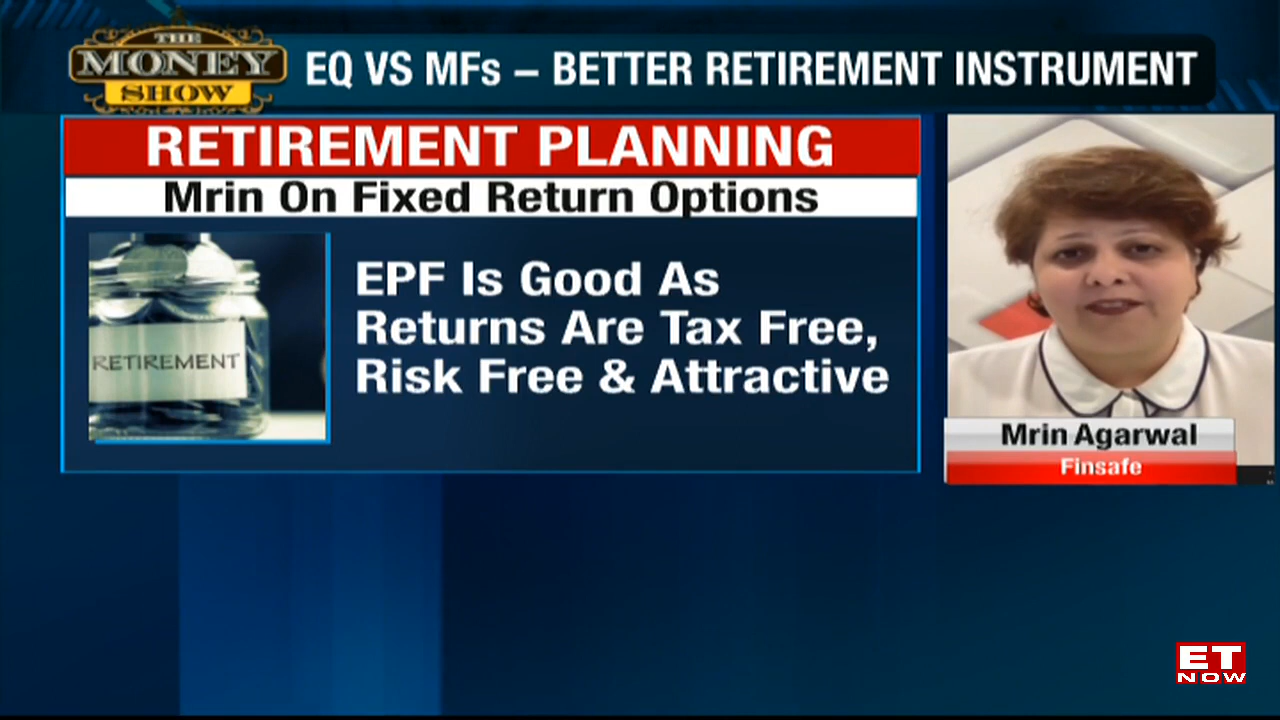 THE
MONEY
SHOW
EQ VS MFs – BETTER RETIREMENT INSTRUMENT
RETIREMENT PLANNING
Mrin On Fixed Return Options
RETIREMENT
EPF Is Good As
Returns Are Tax Free,
Risk Free & Attractive
Mrin Agarwal
Finsafe
ET
NOW